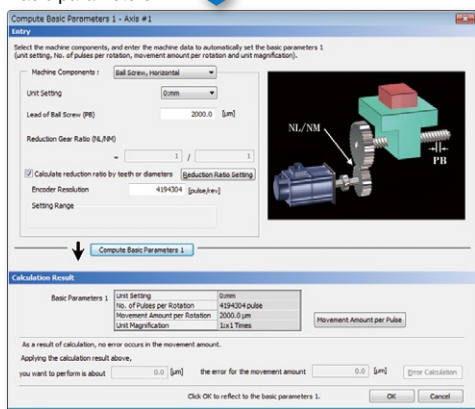 Compute Basic Parameters 1 - Axis #1
Entry
Select the machine components, and enter the machine data to automatically set the basic parameters 1
(unit setting, No. of pulses per rotation, movement amount per rotation and unit magnification).
Machine Components : Ball Screw, Horizontal
Unit Setting 0:mm
Lead of Ball Screw (PB) 2000.0 [µm]
Reduction Gear Ratio (NL/NM)
= 1 / 1
Calculate reduction ratio by teeth or diameters Reduction Ratio Setting
Encoder Resolution 4194304 [pulse/rev]
Setting Range
NL/NM
PB
Compute Basic Parameters 1
Calculation Result
Basic Parameters 1
Unit Setting 0:mm
No. of Pulses per Rotation 4194304 pulse
Movement Amount per Rotation 2000.0 µm
Unit Magnification 1:x1 Times
Movement Amount per Pulse
As a result of calculation, no error occurs in the movement amount.
Applying the calculation result above,
you want to perform is about 0.0 [µm] the error for the movement amount 0.0 [µm] Error Calculation
Click OK to reflect to the basic parameters 1. OK Cancel